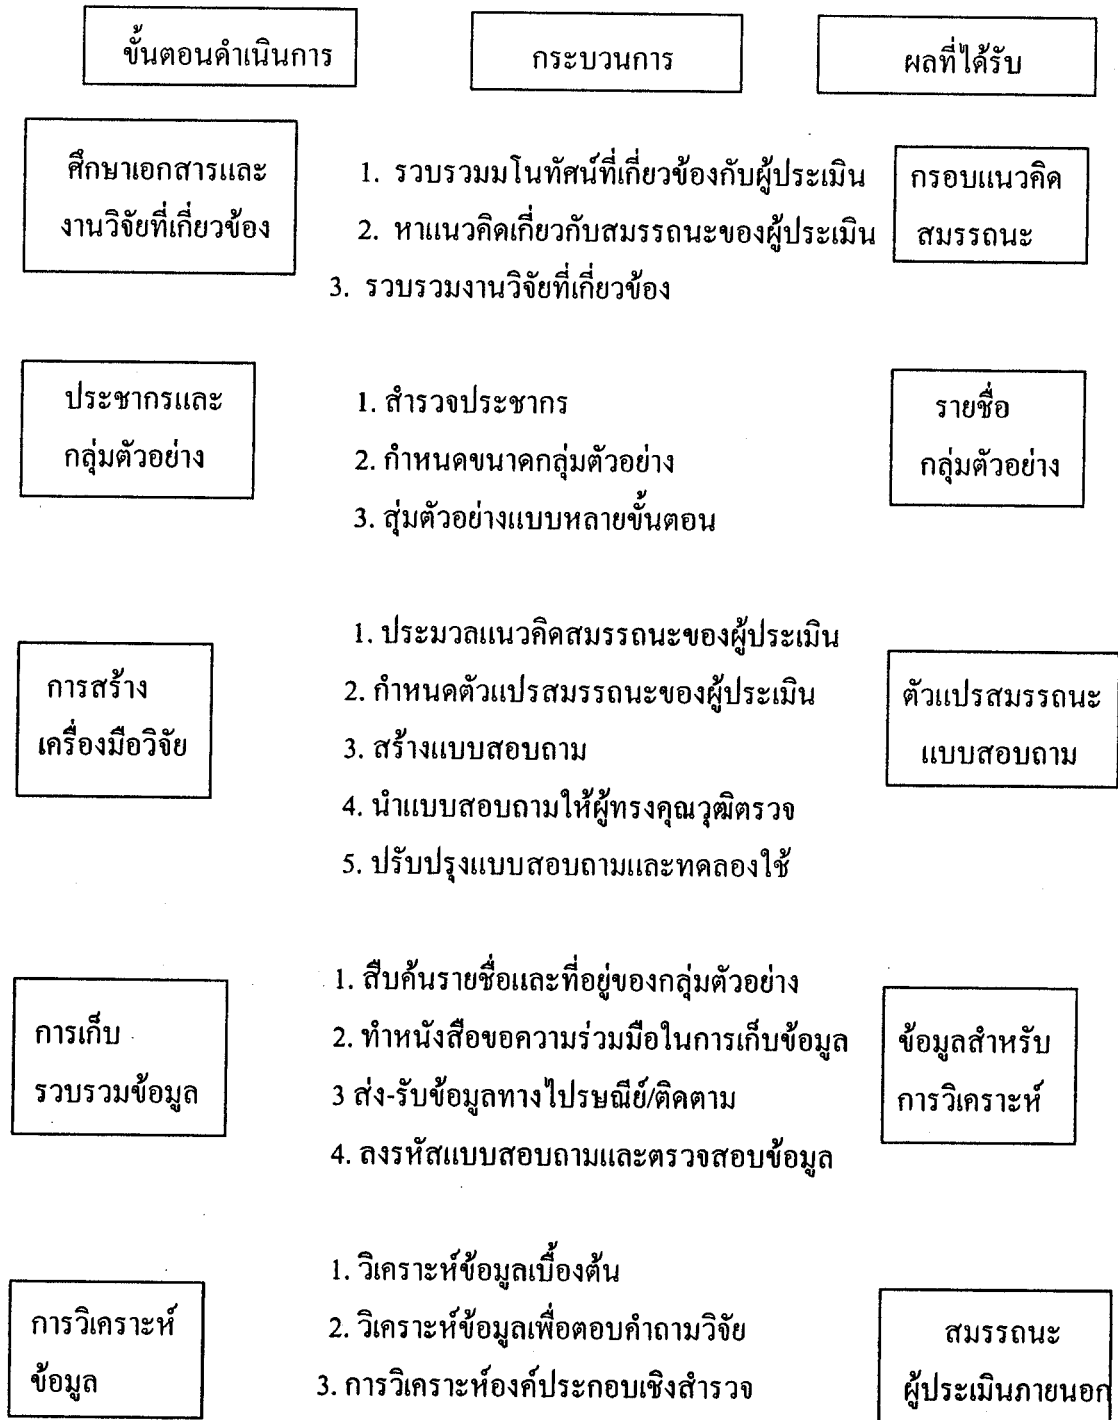 ขั้นตอนดำเนินการ
กระบวนการ
ผลที่ได้รับ
ศึกษาเอกสารและ
งานวิจัยที่เกี่ยวข้อง
1. รวบรวมมโนทัศน์ที่เกี่ยวข้องกับผู้ประเมิน
2. หาแนวคิดเกี่ยวกับสมรรถนะของผู้ประเมิน
3. รวบรวมงานวิจัยที่เกี่ยวข้อง
กรอบแนวคิด
สมรรถนะ
ประชากรและ
กลุ่มตัวอย่าง
1. สำรวจประชากร
2. กำหนดขนาดกลุ่มตัวอย่าง
3. สุ่มตัวอย่างแบบหลายขั้นตอน
รายชื่อ
กลุ่มตัวอย่าง
การสร้าง
เครื่องมือวิจัย
1. ประมวลแนวคิดสมรรถนะของผู้ประเมิน
2. กำหนดตัวแปรสมรรถนะของผู้ประเมิน
3. สร้างแบบสอบถาม
4. นำแบบสอบถามให้ผู้ทรงคุณวุฒิตรวจ
5. ปรับปรุงแบบสอบถามและทดลองใช้
ตัวแปรสมรรถนะ
แบบสอบถาม
การเก็บ
รวบรวมข้อมูล
1. สืบค้นรายชื่อและที่อยู่ของกลุ่มตัวอย่าง
2. ทำหนังสือขอความร่วมมือในการเก็บข้อมูล
3 ส่ง-รับข้อมูลทางไปรษณีย์/ติดตาม
4. ลงรหัสแบบสอบถามและตรวจสอบข้อมูล
ข้อมูลสำหรับ
การวิเคราะห์
การวิเคราะห์
ข้อมูล
1. วิเคราะห์ข้อมูลเบื้องต้น
2. วิเคราะห์ข้อมูลเพื่อตอบคำถามวิจัย
3. การวิเคราะห์องค์ประกอบเชิงสำรวจ
สมรรถนะ
ผู้ประเมินภายนอก